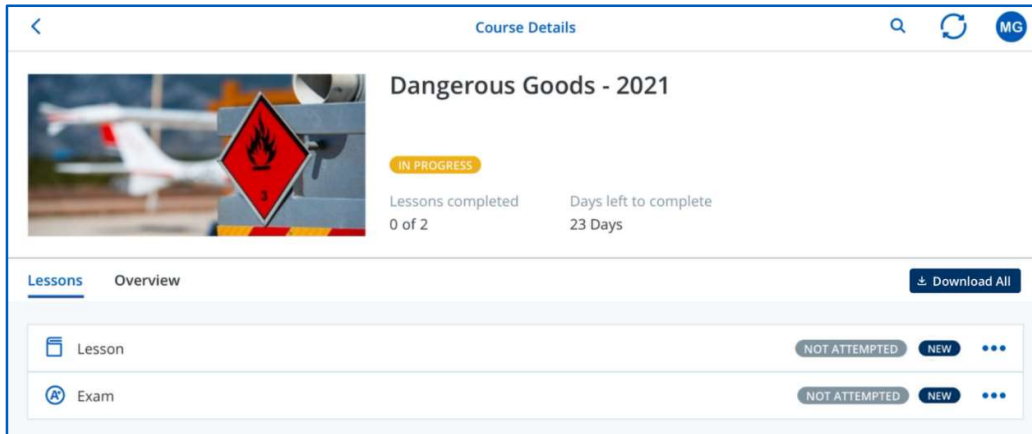 Course Details
MG
Dangerous Goods - 2021
3
IN PROGRESS
Lessons completed
Days left to complete
0 of 2
23 Days
Lessons
Overview
Download All
Lesson
NOT ATTEMPTED
NEW
A+
Exam
NOT ATTEMPTED
NEW